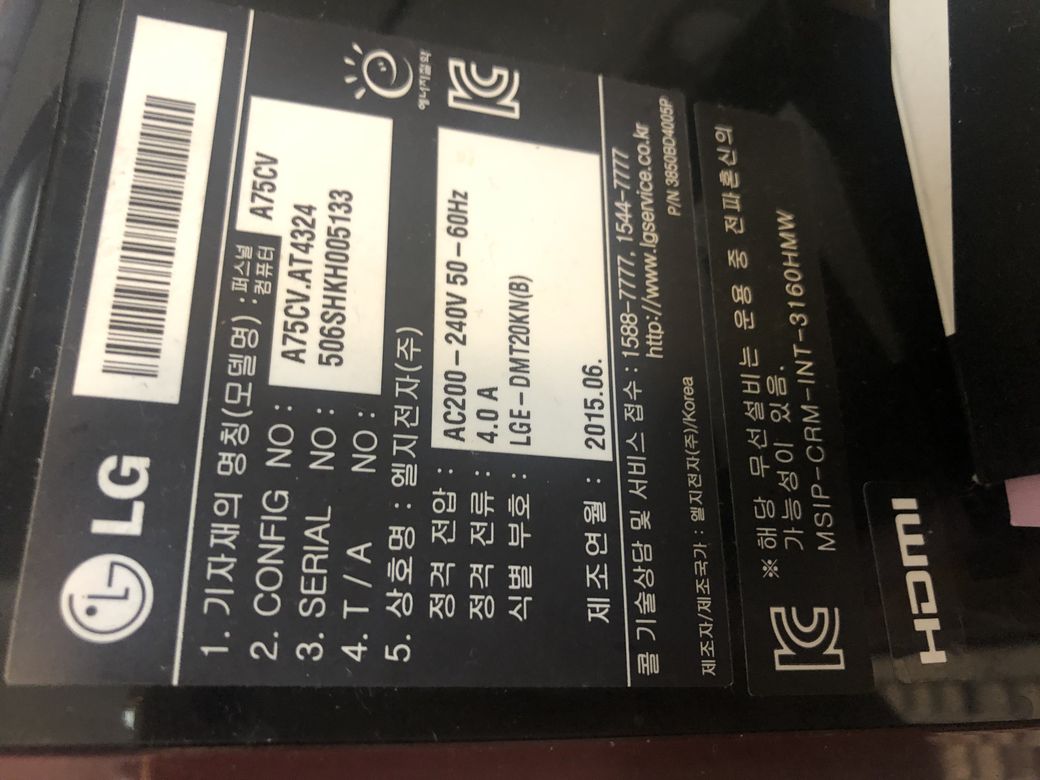 LG
1. 기자재의 명칭(모델명) : 퍼스널 컴퓨터 A75CV
2. CONFIG NO : A75CV.AT4324
3. SERIAL NO : 506SHKH005133
4. T / A NO :
5. 상호명 : 엘지전자(주)
정격 전압 : AC200-240V 50-60Hz
정격 전류 : 4.0 A
식별 부호 : LGE-DMT20KN(B)
제조연월 : 2015.06.
에너지절약
콜 기술상담 및 서비스 접수 : 1588-7777, 1544-7777
http://www.lgservice.co.kr
제조자/제조국가 : 엘지전자(주)/Korea P/N 3850BD4005P
※ 해당 무선설비는 운용 중 전파혼신의
가능성이 있음.
MSIP-CRM-INT-3160HMW
HDMI